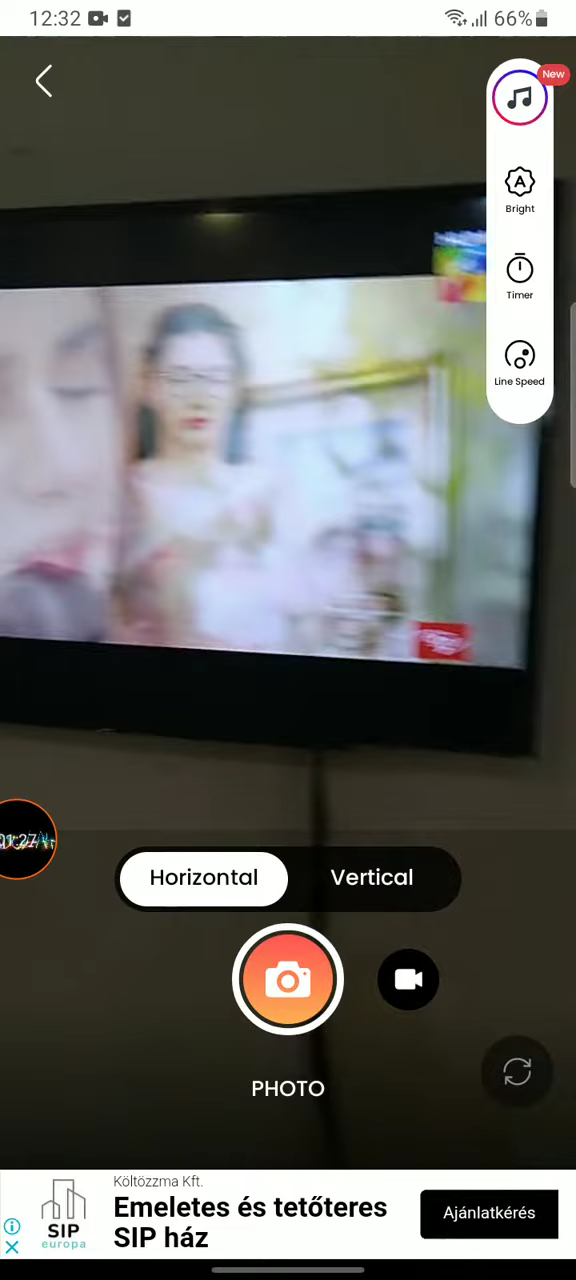 12:32
66%
New
Bright
Timer
Line Speed
Horizontal
Vertical
PHOTO
Költözzma Kft.
Emeletes és tetőteres
SIP ház
SIP
europa
Ajánlatkérés